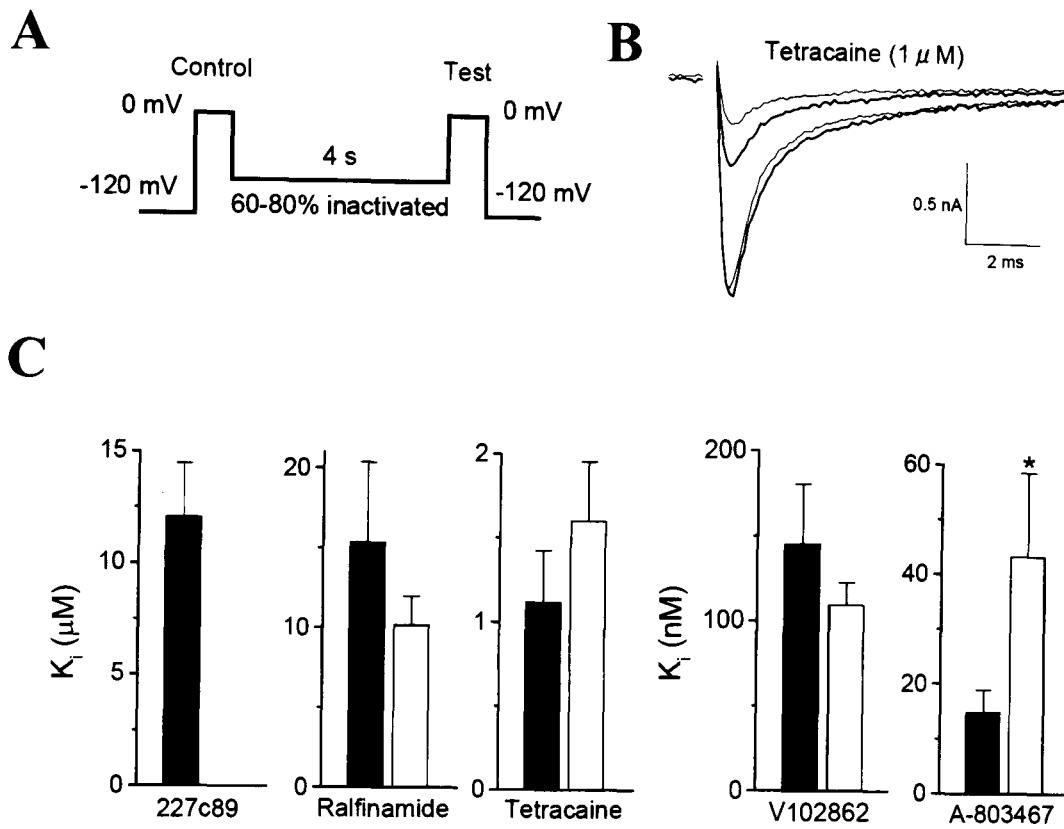 A
Control
Test
0 mV
0 mV
4 s
-120 mV
-120 mV
60-80% inactivated
B
Tetracaine (1 μM)
0.5 nA
2 ms
C
Ki (μM)
15
10
5
0
227c89
20
10
0
Ralfinamide
2
1
0
Tetracaine
Ki (nM)
200
100
0
V102862
60
40
20
0
*
A-803467